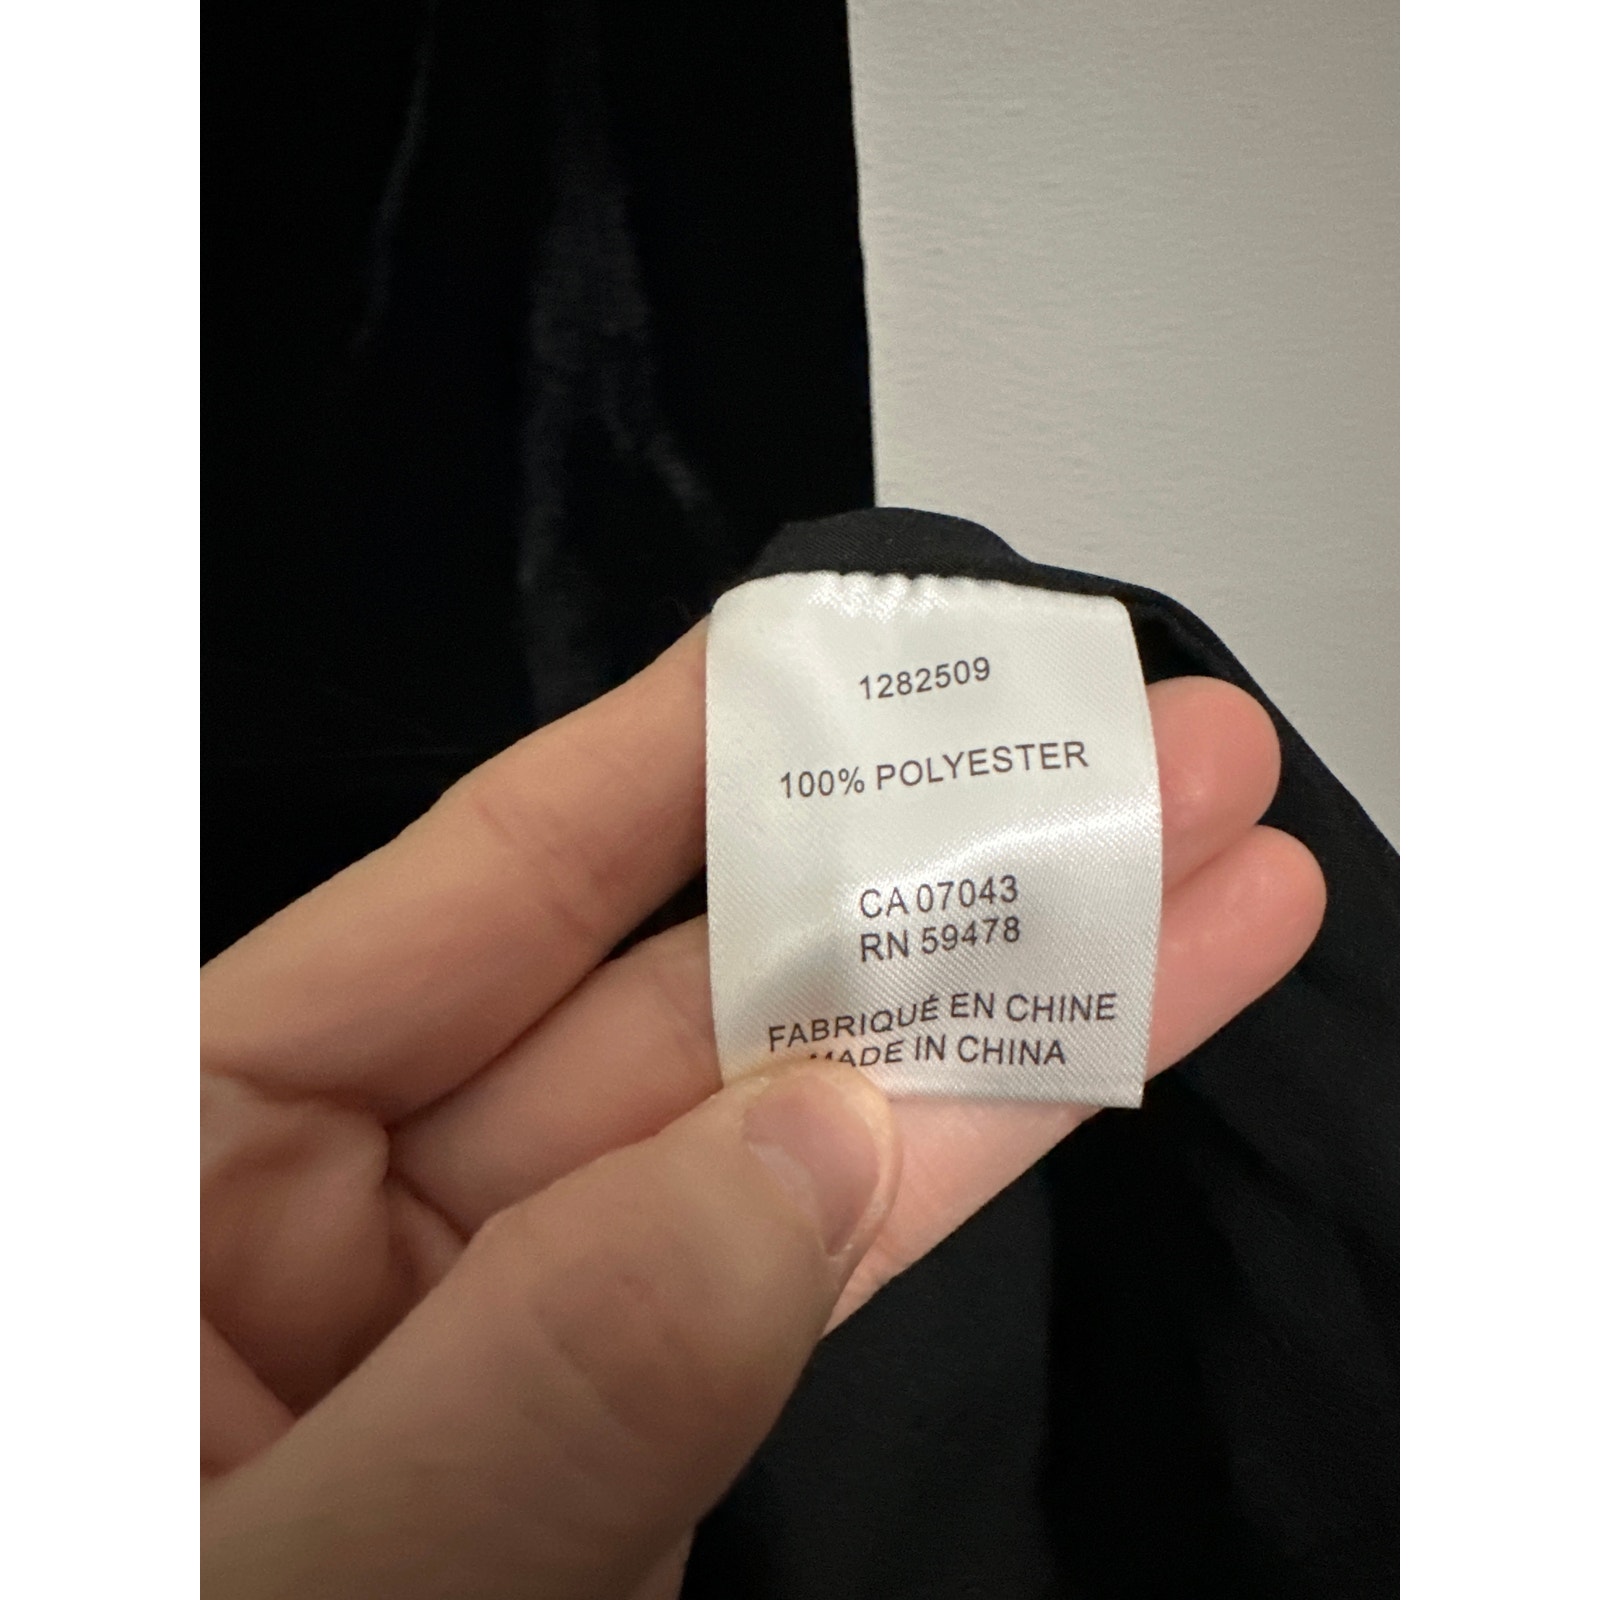 1282509
100% POLYESTER
CA 07043
RN 59478
FABRIQUÉ EN CHINE
MADE IN CHINA